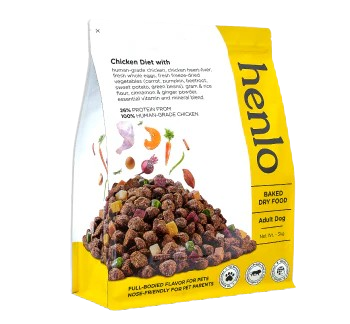 Chicken Diet with
human-grade chicken, chicken heart/liver,
fresh whole eggs, fresh freeze-dried
vegetables (carrot, pumpkin, beetroot,
sweet potato, green beans), gram & rice
flour, cinnamon & ginger powder,
essential vitamin and mineral blend.
26% PROTEIN FROM
100% HUMAN-GRADE CHICKEN.
henlo
BAKED
DRY FOOD
Adult Dog
FULL-BODIED FLAVOR FOR PETS
NOSE-FRIENDLY FOR PET PARENTS